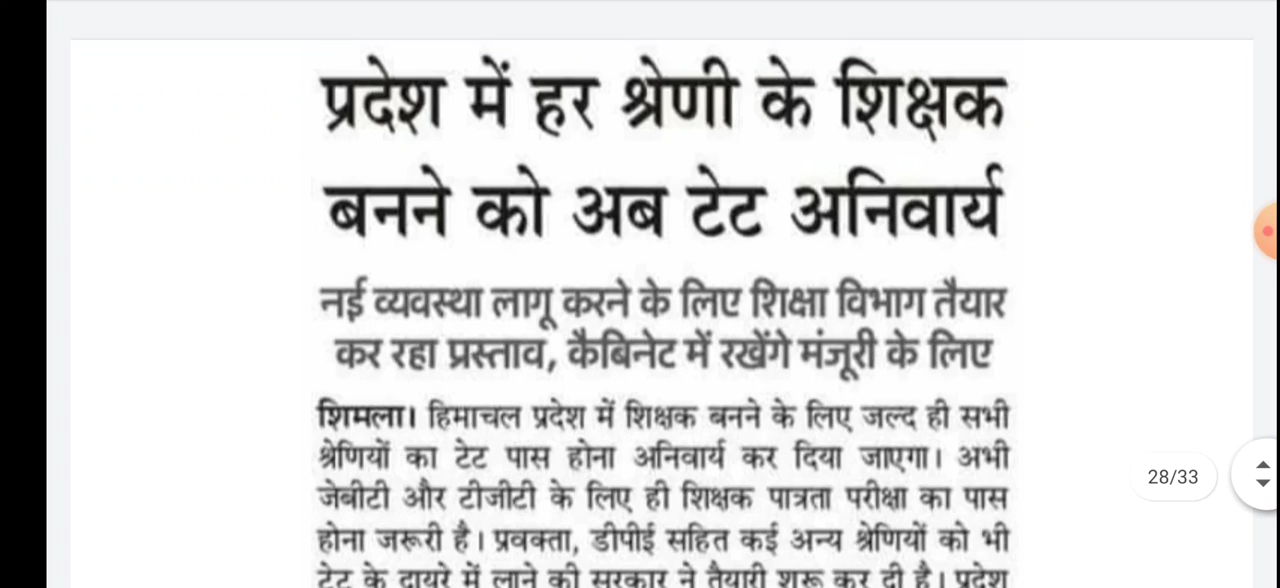 प्रदेश में हर श्रेणी के शिक्षक
बनने को अब टेट अनिवार्य
नई व्यवस्था लागू करने के लिए शिक्षा विभाग तैयार
कर रहा प्रस्ताव, कैबिनेट में रखेंगे मंजूरी के लिए
शिमला। हिमाचल प्रदेश में शिक्षक बनने के लिए जल्द ही सभी
श्रेणियों का टेट पास होना अनिवार्य कर दिया जाएगा। अभी
जेबीटी और टीजीटी के लिए ही शिक्षक पात्रता परीक्षा का पास
होना जरूरी है। प्रवक्ता, डीपीई सहित कई अन्य श्रेणियों को भी
टेट के दायरे में लाने की सरकार ने तैयारी शुरू कर दी है। प्रदेश
28/33